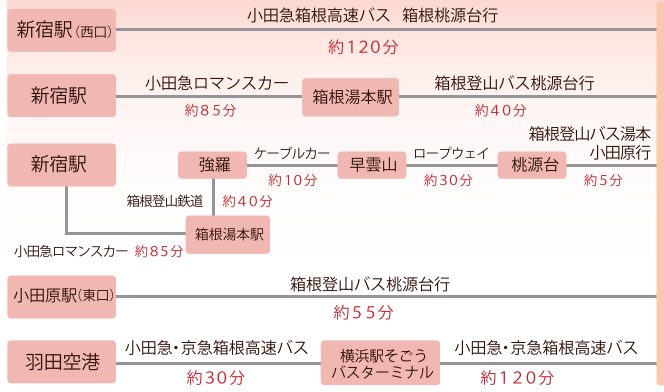 小田急箱根高速バス 箱根桃源台行
新宿駅(西口)
約120分
小田急ロマンスカー
箱根登山バス桃源台行
新宿駅
箱根湯本駅
約85分
約40分
箱根登山バス湯本
小田原行
ケーブルカー
ロープウェイ
新宿駅
強羅
早雲山
桃源台
約10分
約30分
約5分
箱根登山鉄道
約40分
箱根湯本駅
小田急ロマンスカー 約85分
箱根登山バス桃源台行
小田原駅(東口)
約55分
小田急・京急箱根高速バス
小田急・京急箱根高速バス
羽田空港
横浜駅そごう
バスターミナル
約30分
約120分